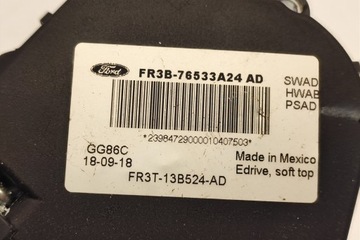 Ford
FR3B-76533A24 AD
SWAD
HWAB
PSAD
*23984729000010407503*
GG86C
18-09-18
Made in Mexico
Edrive, soft top
FR3T-13B524-AD